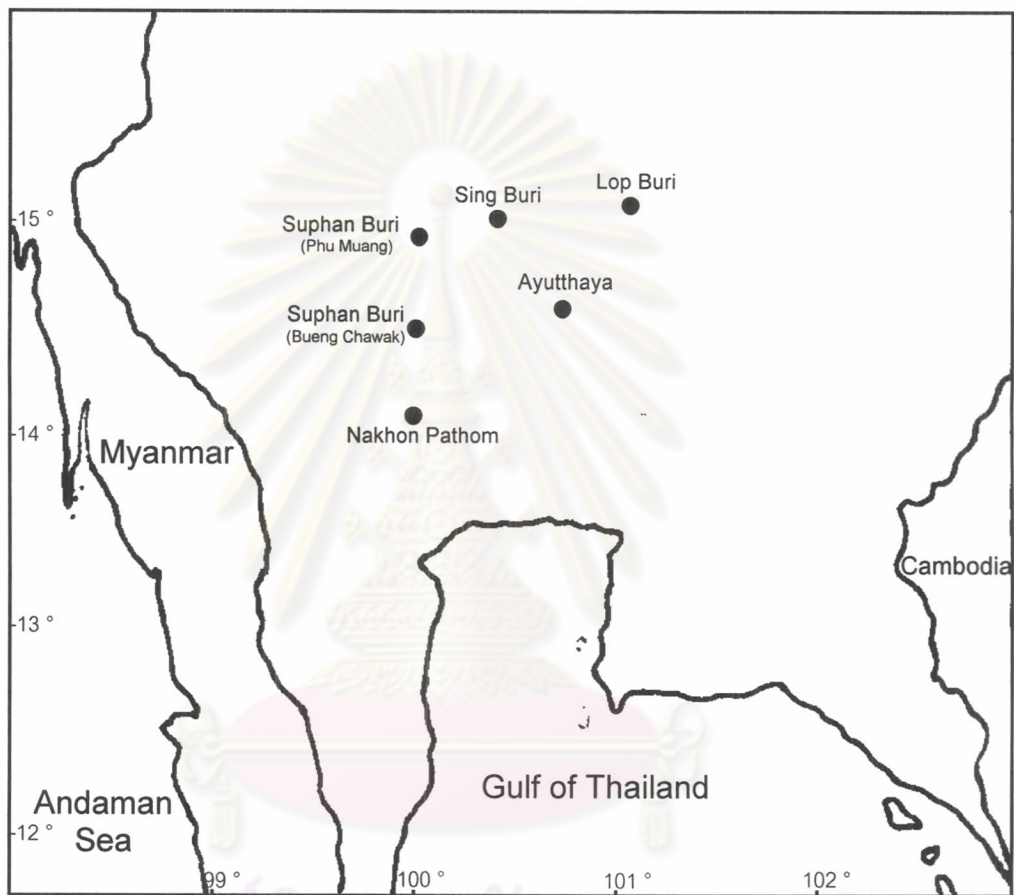 Lop Buri
Sing Buri
15 °
Suphan Buri
(Phu Muang)
Ayutthaya
Suphan Buri
(Bueng Chawak)
14 °
Nakhon Pathom
Myanmar
Cambodia
13 °
Gulf of Thailand
Andaman
Sea
12 °
99 ° 100 ° 101 ° 102 °